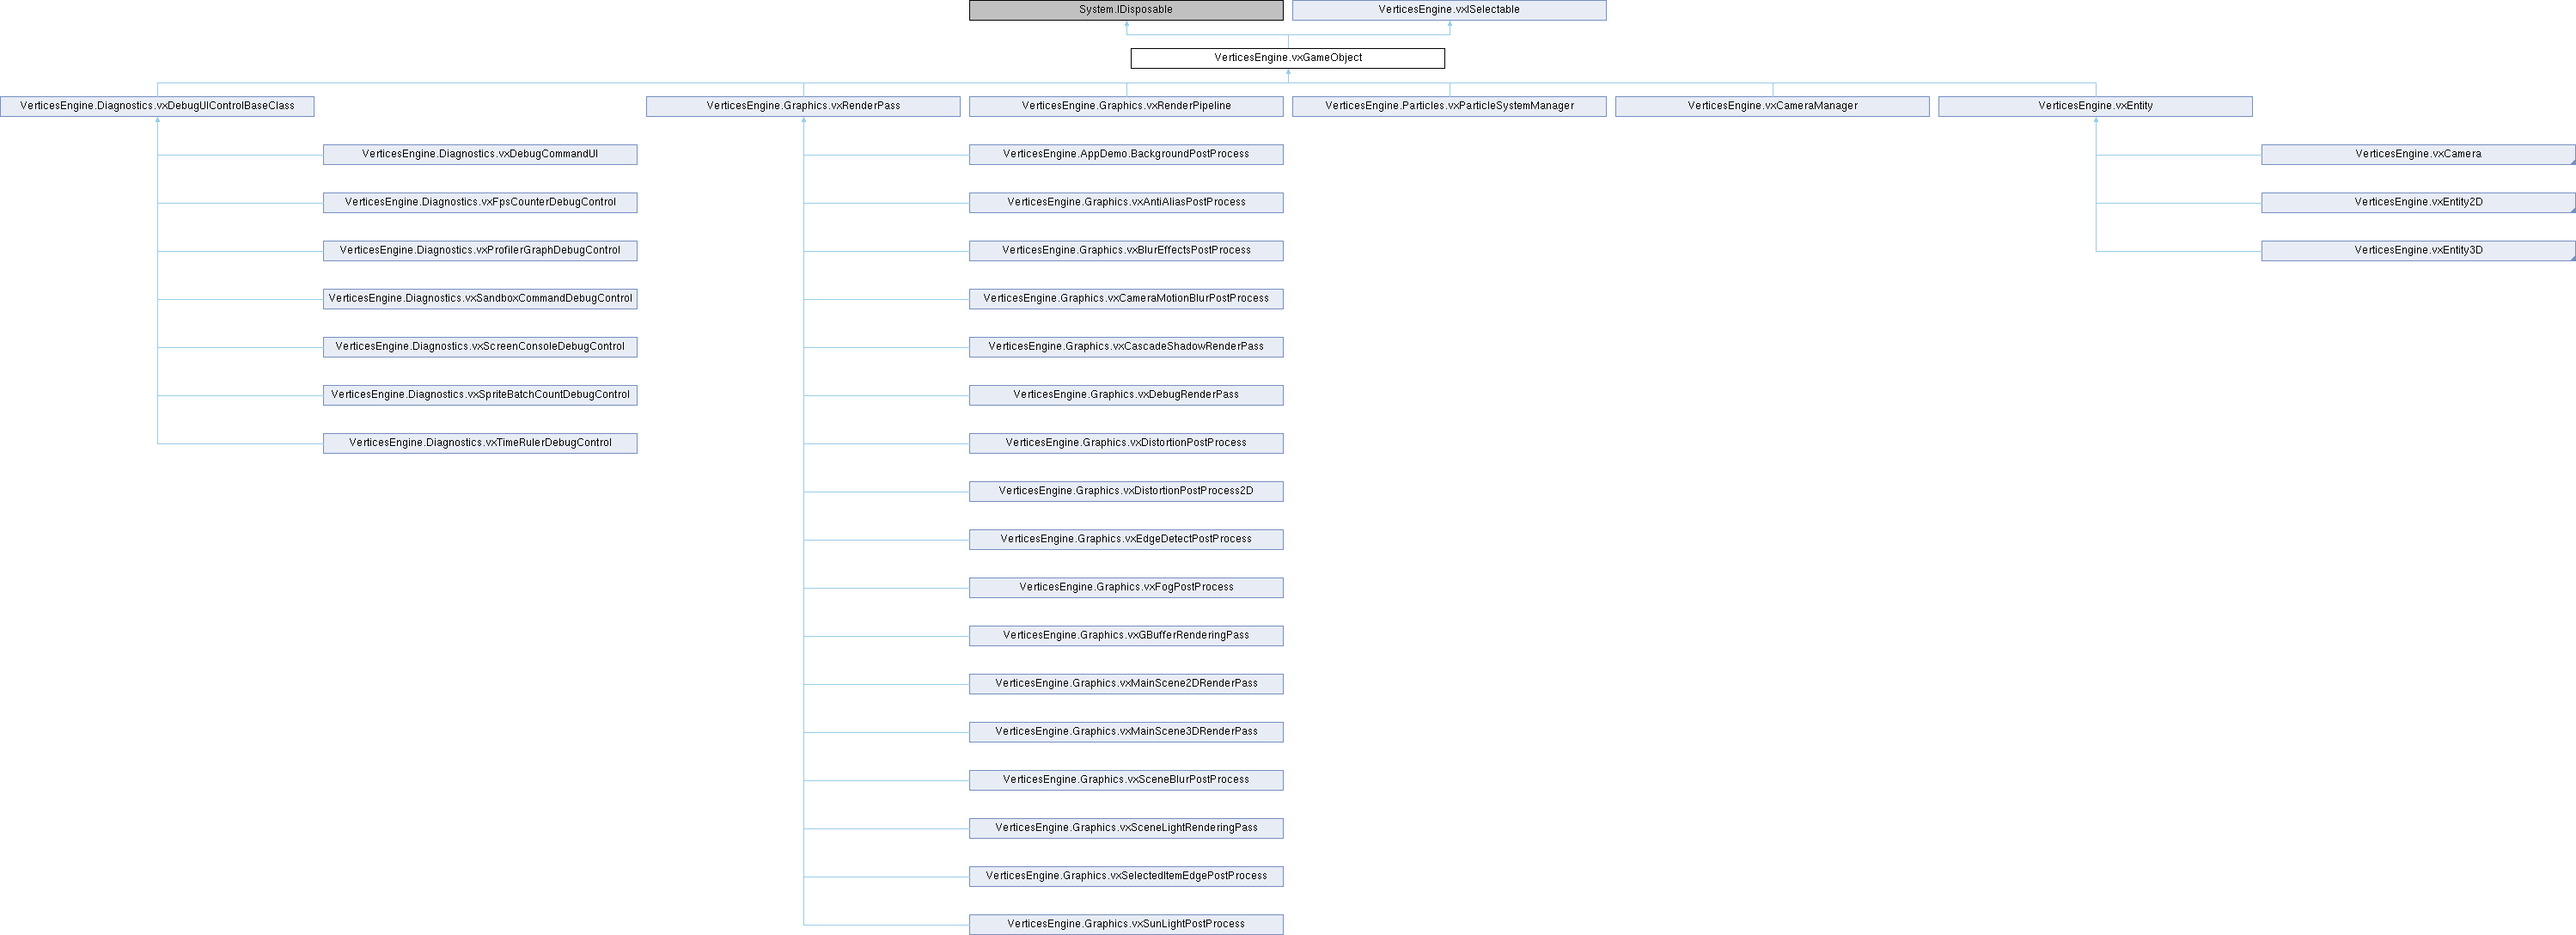 System.IDisposable
VerticesEngine.vxISelectable
VerticesEngine.vxGameObject
VerticesEngine.Diagnostics.vxDebugUIControlBaseClass
VerticesEngine.Graphics.vxRenderPass
VerticesEngine.Graphics.vxRenderPipeline
VerticesEngine.Particles.vxParticleSystemManager
VerticesEngine.vxCameraManager
VerticesEngine.vxEntity
VerticesEngine.Diagnostics.vxDebugCommandUI
VerticesEngine.AppDemo.BackgroundPostProcess
VerticesEngine.vxCamera
VerticesEngine.Diagnostics.vxFpsCounterDebugControl
VerticesEngine.Graphics.vxAntiAliasPostProcess
VerticesEngine.vxEntity2D
VerticesEngine.Diagnostics.vxProfilerGraphDebugControl
VerticesEngine.Graphics.vxBlurEffectsPostProcess
VerticesEngine.vxEntity3D
VerticesEngine.Diagnostics.vxSandboxCommandDebugControl
VerticesEngine.Graphics.vxCameraMotionBlurPostProcess
VerticesEngine.Diagnostics.vxScreenConsoleDebugControl
VerticesEngine.Graphics.vxCascadeShadowRenderPass
VerticesEngine.Diagnostics.vxSpriteBatchCountDebugControl
VerticesEngine.Graphics.vxDebugRenderPass
VerticesEngine.Diagnostics.vxTimeRulerDebugControl
VerticesEngine.Graphics.vxDistortionPostProcess
VerticesEngine.Graphics.vxDistortionPostProcess2D
VerticesEngine.Graphics.vxEdgeDetectPostProcess
VerticesEngine.Graphics.vxFogPostProcess
VerticesEngine.Graphics.vxGBufferRenderingPass
VerticesEngine.Graphics.vxMainScene2DRenderPass
VerticesEngine.Graphics.vxMainScene3DRenderPass
VerticesEngine.Graphics.vxSceneBlurPostProcess
VerticesEngine.Graphics.vxSceneLightRenderingPass
VerticesEngine.Graphics.vxSelectedItemEdgePostProcess
VerticesEngine.Graphics.vxSunLightPostProcess